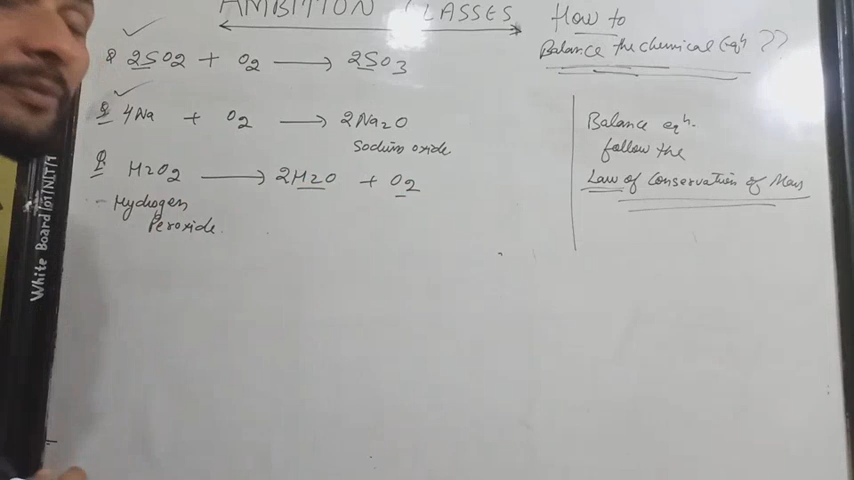 AMBITION CLASSES
How to
Balance the chemical Eqn ??
Q 2SO2 + O2 ⟶ 2SO3
Q 4Na + O2 ⟶ 2Na2O
Sodium oxide
Q H2O2 ⟶ 2H2O + O2
- Hydgogen
Peroxide.
Balance eqn.
follow the
Law of Conservation of Mass
White Board